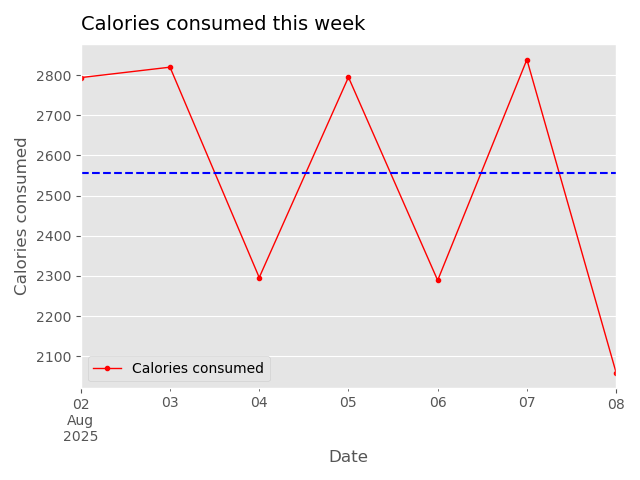 Calories consumed this week
Calories consumed
2800
2700
2600
2500
2400
2300
2200
2100
Calories consumed
02 03 04 05 06 07 08
Aug
2025
Date